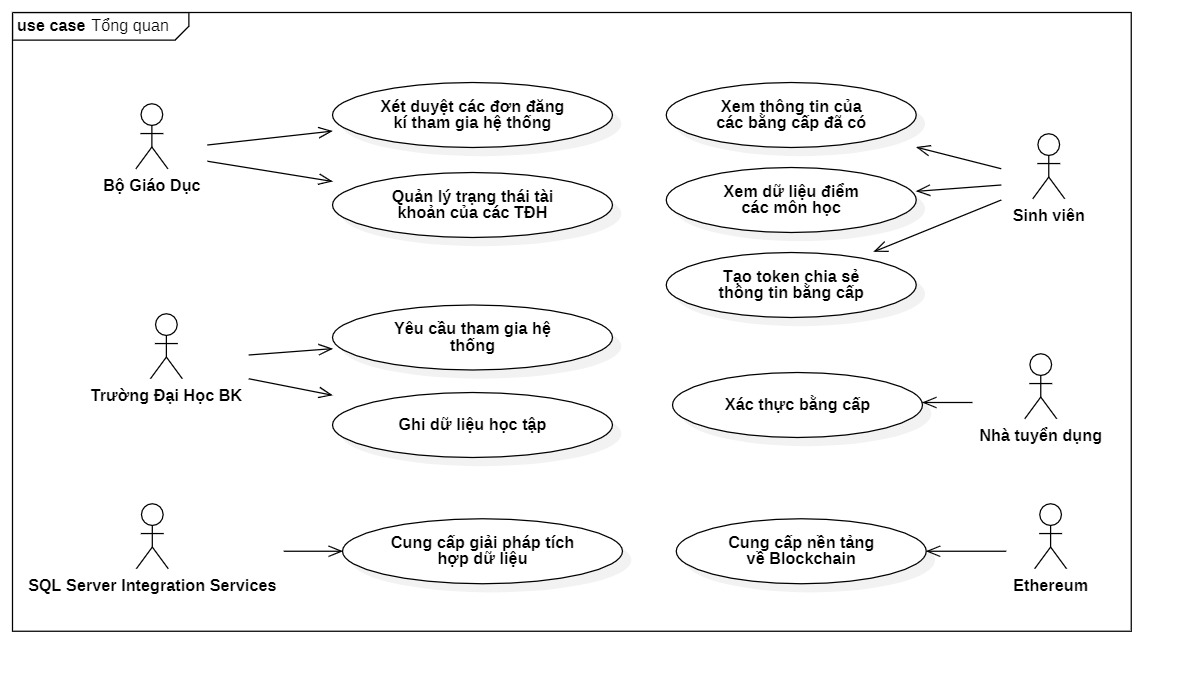 use case Tổng quan
Xét duyệt các đơn đăng
kí tham gia hệ thống
Bộ Giáo Dục
Quản lý trạng thái tài
khoản của các TĐH
Xem thông tin của
các bằng cấp đã có
Xem dữ liệu điểm
các môn học
Sinh viên
Tạo token chia sẻ
thông tin bằng cấp
Yêu cầu tham gia hệ
thống
Trường Đại Học BK
Ghi dữ liệu học tập
Xác thực bằng cấp
Nhà tuyển dụng
Cung cấp giải pháp tích
hợp dữ liệu
SQL Server Integration Services
Cung cấp nền tảng
về Blockchain
Ethereum